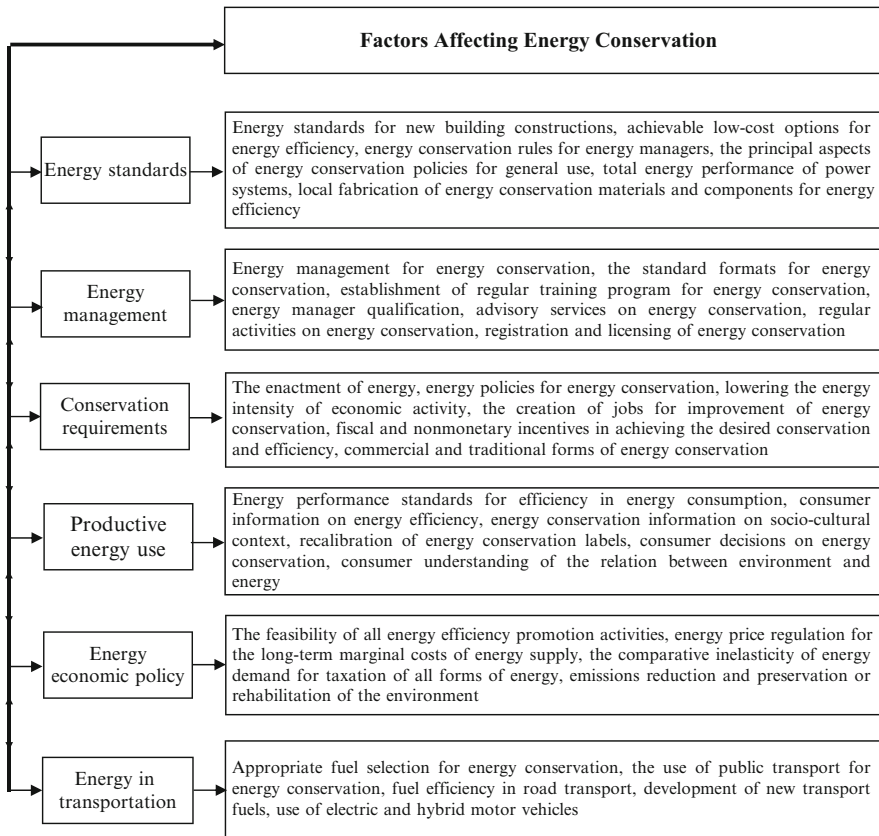 Factors Affecting Energy Conservation
Energy standards
Energy standards for new building constructions, achievable low-cost options for
energy efficiency, energy conservation rules for energy managers, the principal aspects
of energy conservation policies for general use, total energy performance of power
systems, local fabrication of energy conservation materials and components for energy
efficiency
Energy
management
Energy management for energy conservation, the standard formats for energy
conservation, establishment of regular training program for energy conservation,
energy manager qualification, advisory services on energy conservation, regular
activities on energy conservation, registration and licensing of energy conservation
Conservation
requirements
The enactment of energy, energy policies for energy conservation, lowering the energy
intensity of economic activity, the creation of jobs for improvement of energy
conservation, fiscal and nonmonetary incentives in achieving the desired conservation
and efficiency, commercial and traditional forms of energy conservation
Productive
energy use
Energy performance standards for efficiency in energy consumption, consumer
information on energy efficiency, energy conservation information on socio-cultural
context, recalibration of energy conservation labels, consumer decisions on energy
conservation, consumer understanding of the relation between environment and
energy
Energy
economic policy
The feasibility of all energy efficiency promotion activities, energy price regulation for
the long-term marginal costs of energy supply, the comparative inelasticity of energy
demand for taxation of all forms of energy, emissions reduction and preservation or
rehabilitation of the environment
Energy in
transportation
Appropriate fuel selection for energy conservation, the use of public transport for
energy conservation, fuel efficiency in road transport, development of new transport
fuels, use of electric and hybrid motor vehicles